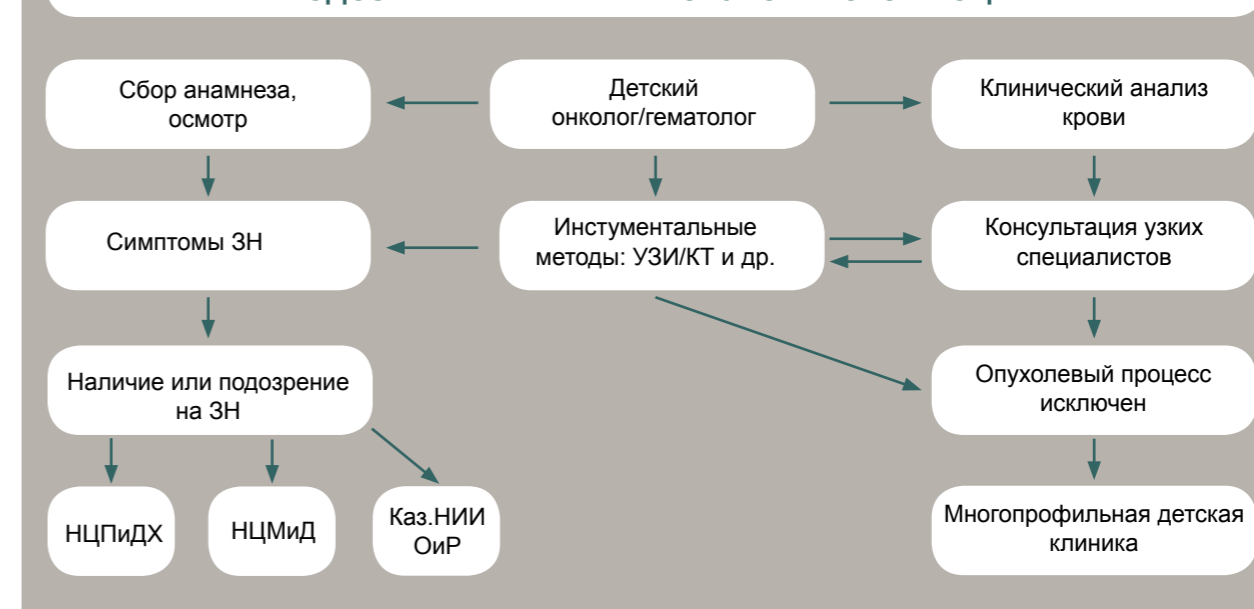 Сбор анамнеза,
осмотр
Детский
онколог/гематолог
Клинический анализ
крови
Симптомы ЗН
Инстументальные
методы: УЗИ/КТ и др.
Консультация узких
специалистов
Наличие или подозрение
на ЗН
Опухолевый процесс
исключен
НЦПиДХ
НЦМиД
Каз.НИИ
ОиР
Многопрофильная детская
клиника